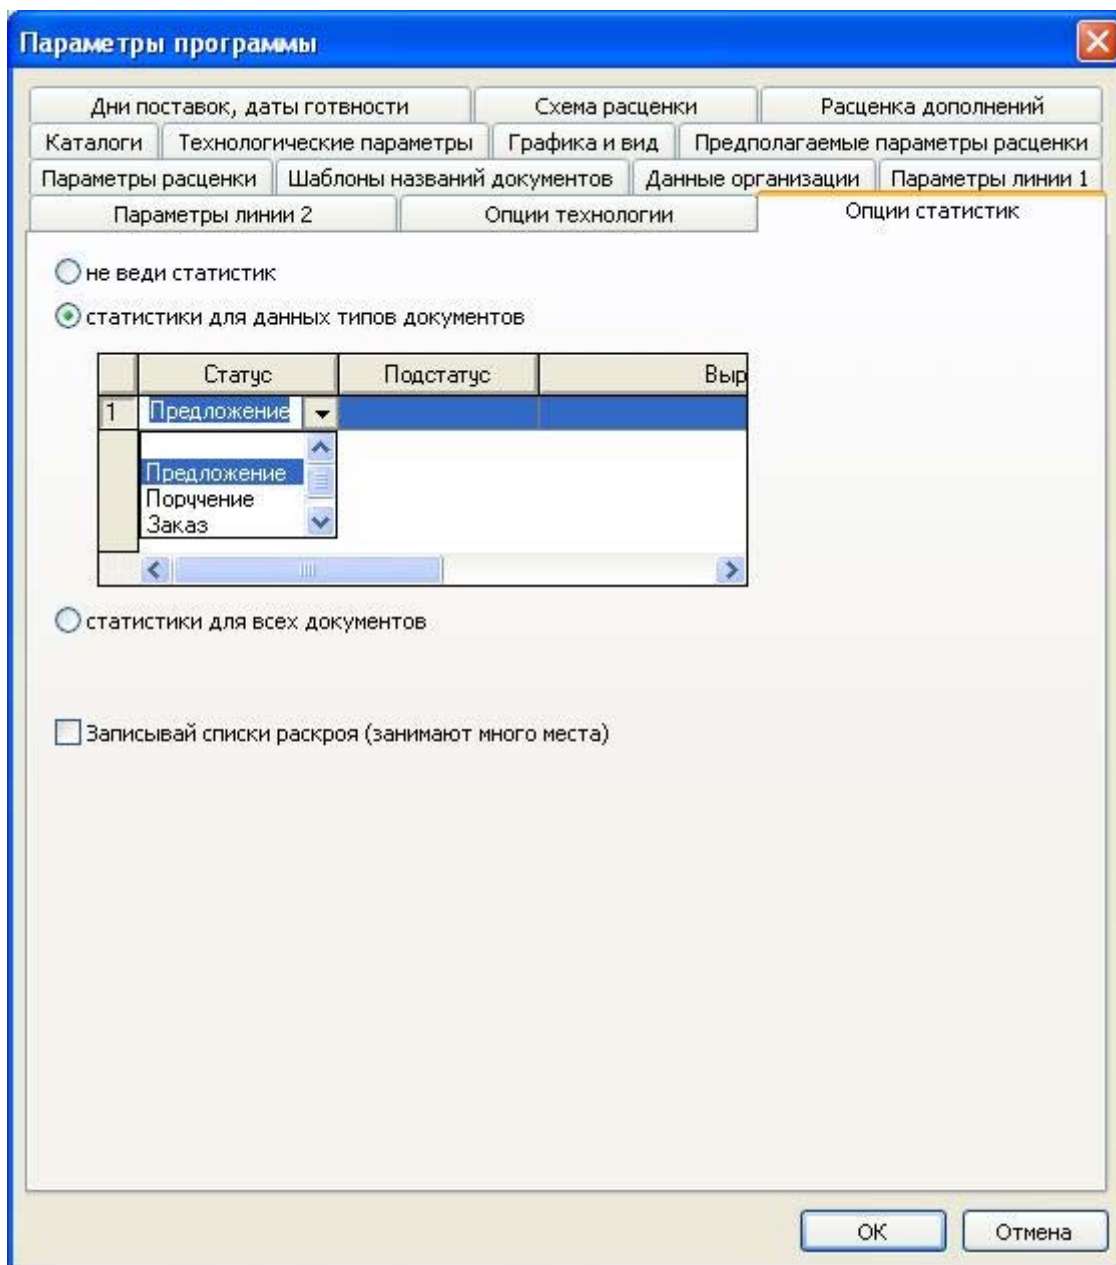 Параметры программы
Дни поставок, даты готвности Схема расценки Расценка дополнений
Каталоги Технологические параметры Графика и вид Предполагаемые параметры расценки
Параметры расценки Шаблоны названий документов Данные организации Параметры линии 1
Параметры линии 2 Опции технологии Опции статистик
не веди статистик
статистики для данных типов документов
Статус Подстатус Выр
1 Предложение
Предложение
Порччение
Заказ
статистики для всех документов
Записывай списки раскроя (занимают много места)
OK Отмена